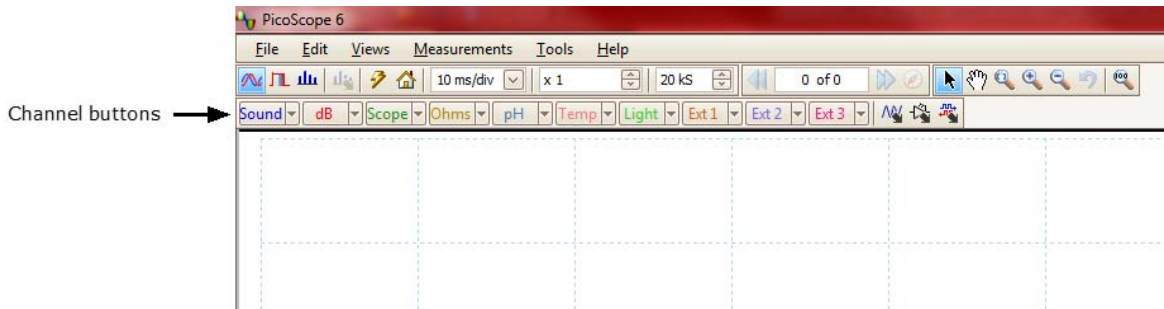 PicoScope 6
File Edit Views Measurements Tools Help
10 ms/div x 1 20 kS 0 of 0
Channel buttons Sound dB Scope Ohms pH Temp Light Ext 1 Ext 2 Ext 3